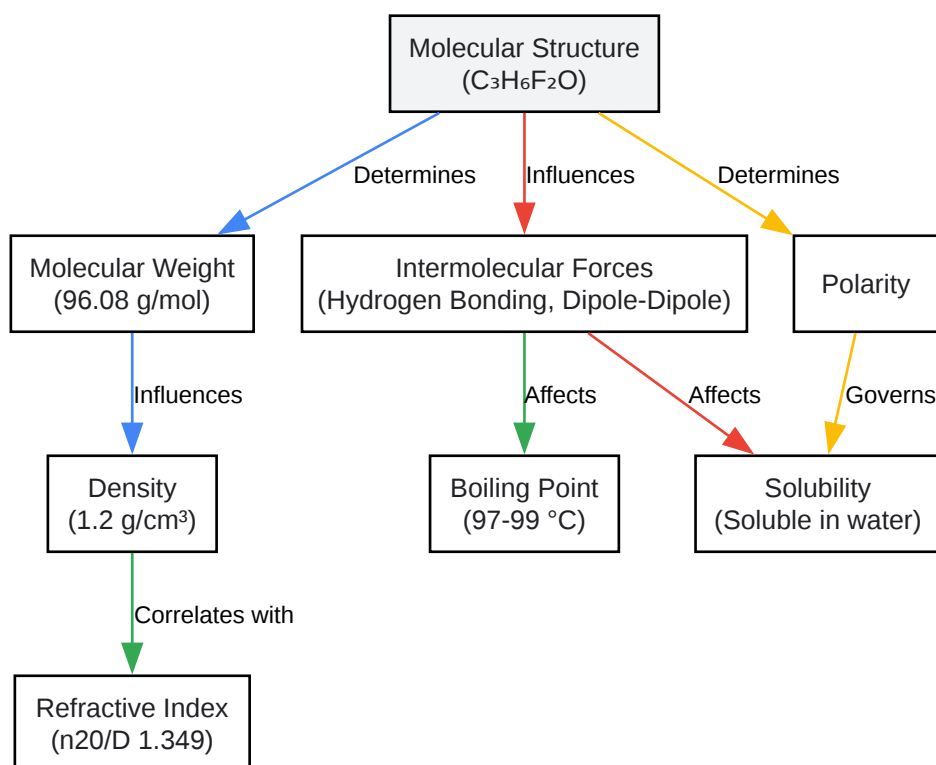 Molecular Structure
(C₃H₆F₂O)
Determines
Influences
Determines
Molecular Weight
(96.08 g/mol)
Intermolecular Forces
(Hydrogen Bonding, Dipole-Dipole)
Polarity
Influences
Affects
Affects
Governs
Density
(1.2 g/cm³)
Boiling Point
(97-99 °C)
Solubility
(Soluble in water)
Correlates with
Refractive Index
(n20/D 1.349)